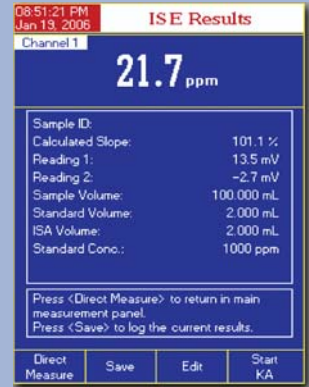 08:51:21 PM
Jan 19, 2006
ISE Results
Channel 1
21.7 ppm
Sample ID:
Calculated Slope: 101.1 %
Reading 1: 13.5 mV
Reading 2: -2.7 mV
Sample Volume: 100.000 mL
Standard Volume: 2.000 mL
ISA Volume: 2.000 mL
Standard Conc.: 1000 ppm
Press <Direct Measure> to return in main
measurement panel.
Press <Save> to log the current results.
Direct
Measure
Save
Edit
Start
KA